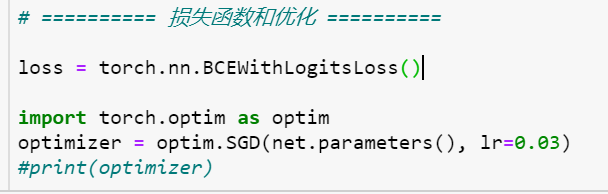 # ========== 损失函数和优化 ==========
loss = torch.nn.BCEWithLogitsLoss()
import torch.optim as optim
optimizer = optim.SGD(net.parameters(), lr=0.03)
#print(optimizer)